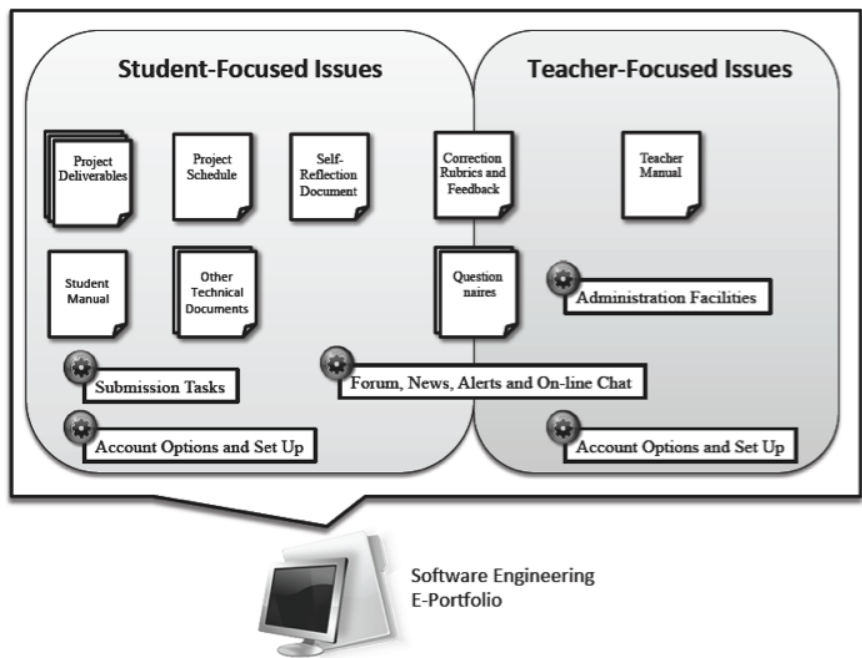 Student-Focused Issues
Teacher-Focused Issues
Project
Deliverables
Project
Schedule
Self-
Reflection
Document
Correction
Rubrics and
Feedback
Teacher
Manual
Student
Manual
Other
Technical
Documents
Question
naires
Administration Facilities
Submission Tasks
Forum, News, Alerts and On-line Chat
Account Options and Set Up
Account Options and Set Up
Software Engineering
E-Portfolio